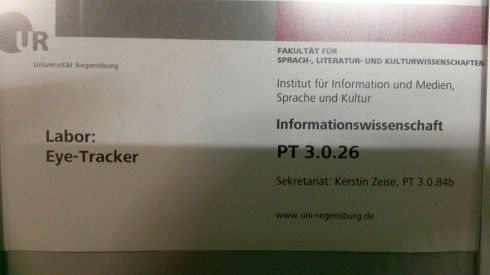 UR
Universität Regensburg
FAKULTÄT FÜR
SPRACH-, LITERATUR- UND KULTURWISSENSCHAFTEN
Institut für Information und Medien,
Sprache und Kultur
Labor:
Eye-Tracker
Informationswissenschaft
PT 3.0.26
Sekretariat: Kerstin Zeise, PT 3.0.84b
www.uni-regensburg.de